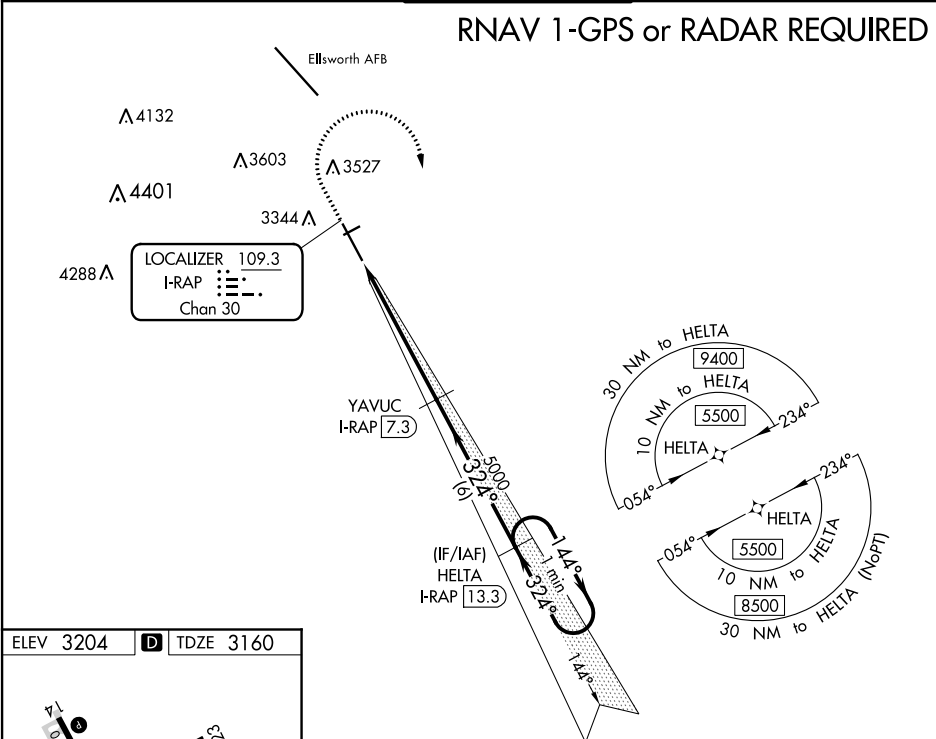 RNAV 1-GPS or RADAR REQUIRED
Ellsworth AFB
4132
3603
3527
4401
3344
4288
LOCALIZER 109.3
I-RAP
Chan 30
YAVUC
I-RAP 7.3
5000
324°
(6)
(IF/IAF)
HELTA
I-RAP 13.3
144°
1 min
324°
144°
30 NM to HELTA
9400
10 NM to HELTA
5500
HELTA
234°
054°
234°
HELTA
054°
5500
10 NM to HELTA
8500
30 NM to HELTA (NoPT)
ELEV 3204 D TDZE 3160
14
P
23